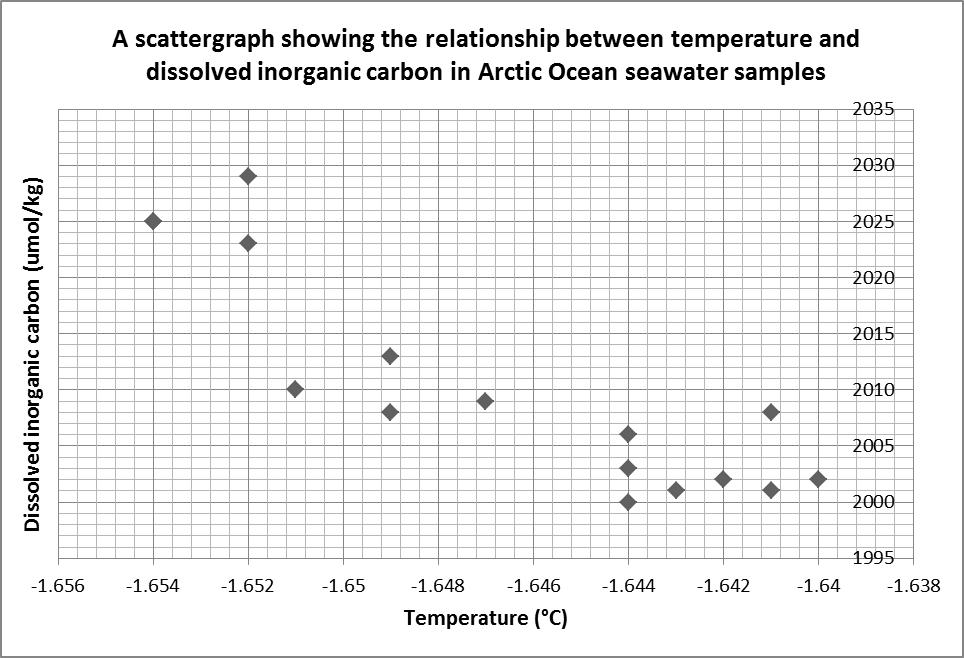 A scattergraph showing the relationship between temperature and
dissolved inorganic carbon in Arctic Ocean seawater samples
Dissolved inorganic carbon (umol/kg)
2035
2030
2025
2020
2015
2010
2005
2000
1995
-1.656 -1.654 -1.652 -1.65 -1.648 -1.646 -1.644 -1.642 -1.64 -1.638
Temperature (°C)